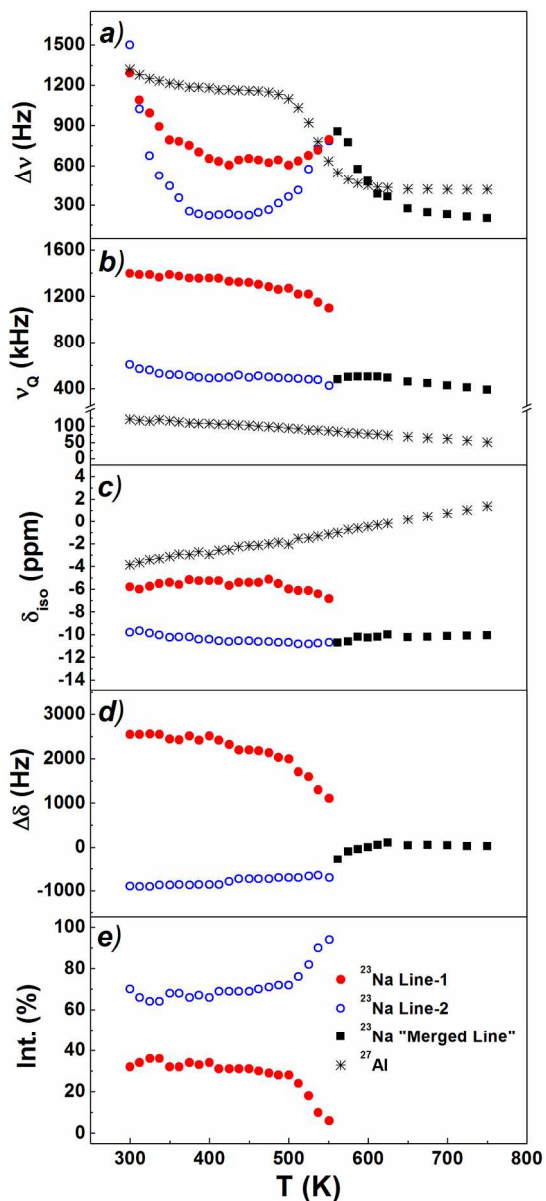 a)
1500
1200
900
600
300
Δν (Hz)
b)
1600
1200
800
400
100
50
0
ν_Q (kHz)
c)
4
2
0
-2
-4
-6
-8
-10
-12
-14
δ_iso (ppm)
d)
3000
2000
1000
0
-1000
Δδ (Hz)
e)
100
80
60
40
20
0
Int. (%)
²³Na Line-1
²³Na Line-2
²³Na "Merged Line"
²⁷Al
300 400 500 600 700 800
T (K)